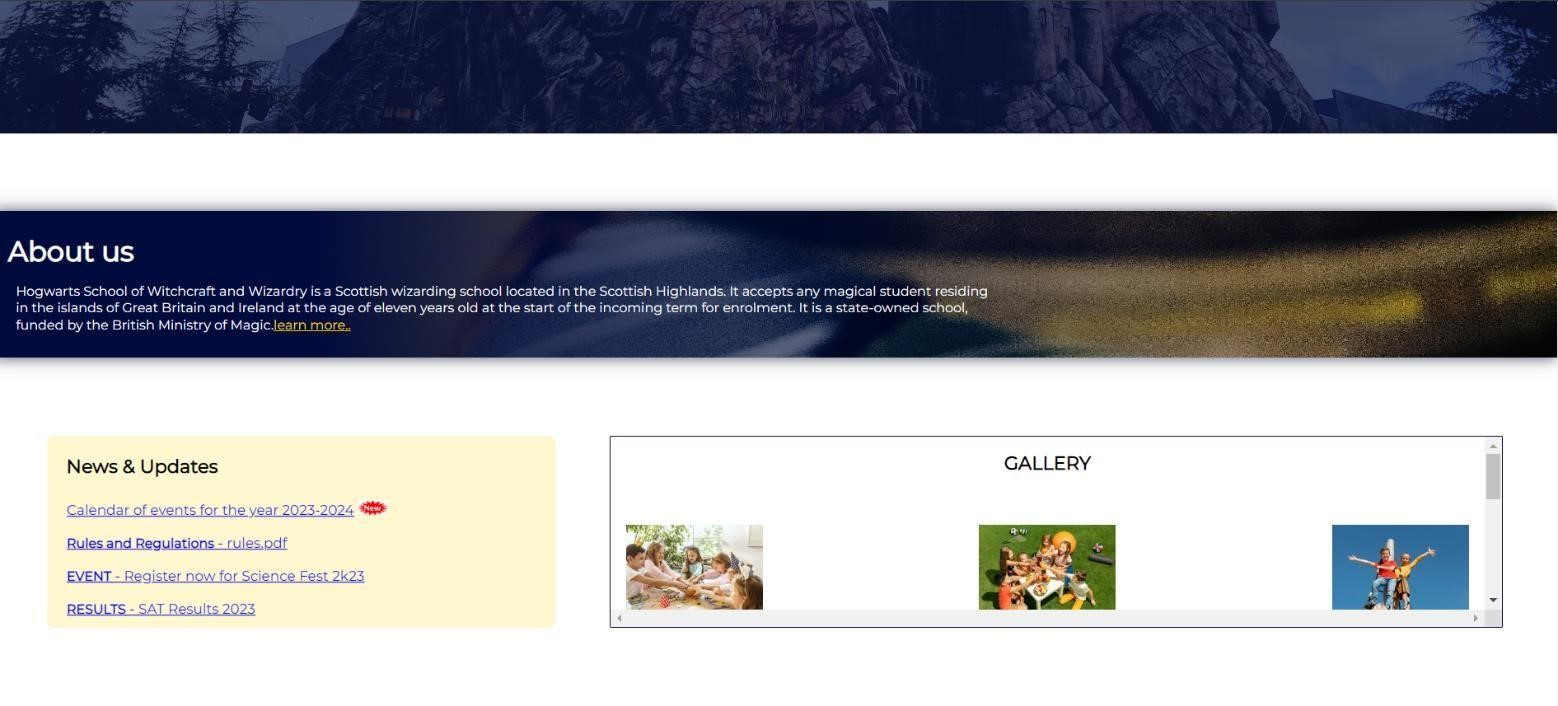 About us
Hogwarts School of Witchcraft and Wizardry is a Scottish wizarding school located in the Scottish Highlands. It accepts any magical student residing
in the islands of Great Britain and Ireland at the age of eleven years old at the start of the incoming term for enrolment. It is a state-owned school,
funded by the British Ministry of Magic.learn more..
News & Updates
Calendar of events for the year 2023-2024 New
Rules and Regulations - rules.pdf
EVENT - Register now for Science Fest 2k23
RESULTS - SAT Results 2023
GALLERY